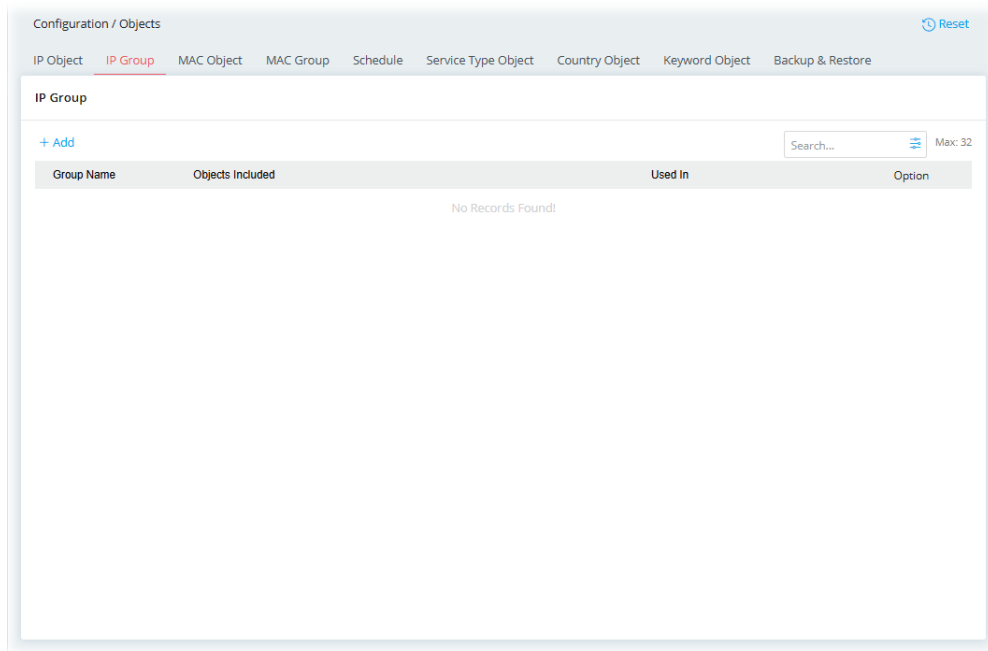 Configuration / Objects
Reset
IP Object IP Group MAC Object MAC Group Schedule Service Type Object Country Object Keyword Object Backup & Restore
IP Group
+ Add
Search...
Max: 32
Group Name Objects Included Used In Option
No Records Found!